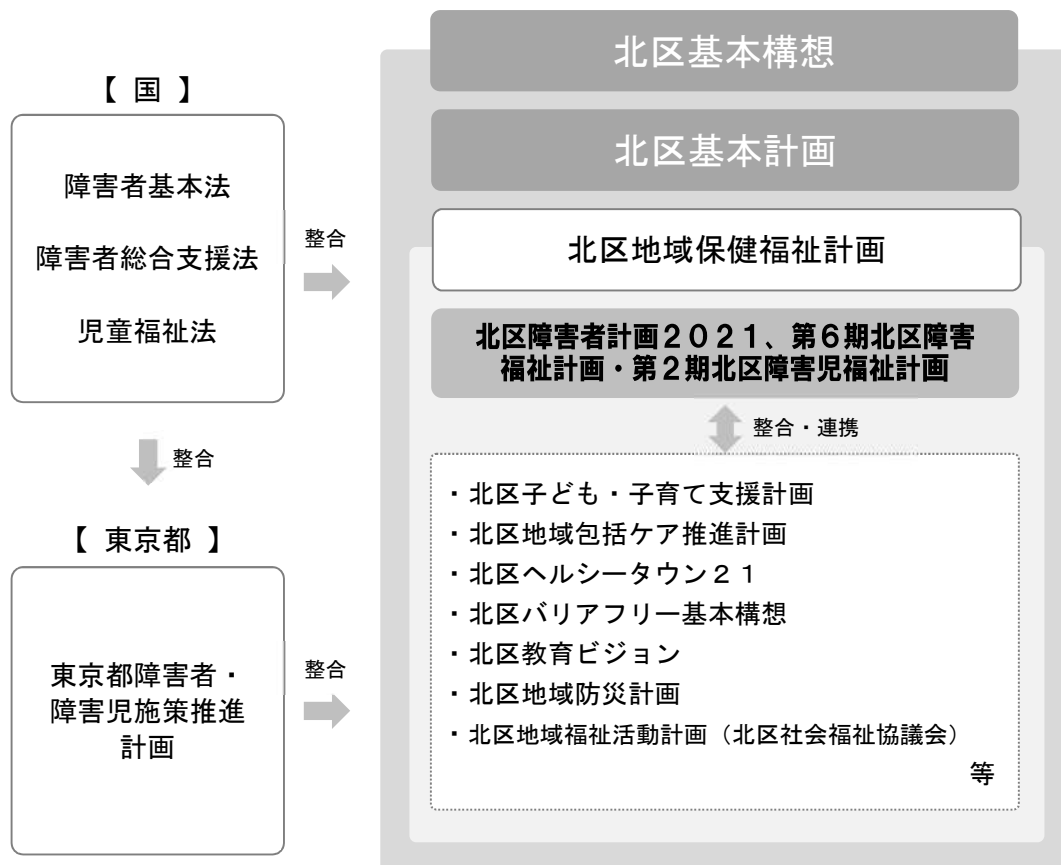 【 国 】
障害者基本法
障害者総合支援法
児童福祉法
整合
整合
【 東京都 】
東京都障害者・
障害児施策推進
計画
整合
北区基本構想
北区基本計画
北区地域保健福祉計画
北区障害者計画２０２１、第６期北区障害
福祉計画・第２期北区障害児福祉計画
整合・連携
・北区子ども・子育て支援計画
・北区地域包括ケア推進計画
・北区ヘルシータウン２１
・北区バリアフリー基本構想
・北区教育ビジョン
・北区地域防災計画
・北区地域福祉活動計画（北区社会福祉協議会）
等